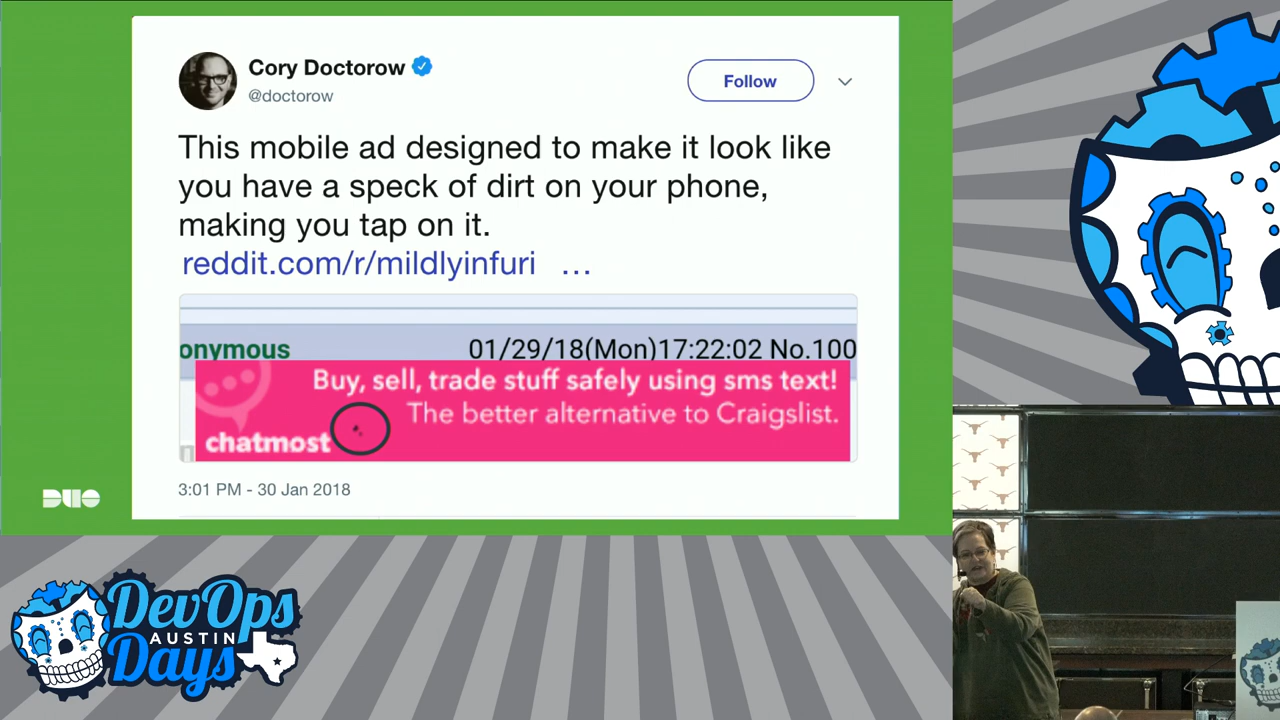 Cory Doctorow
@doctorow
Follow
This mobile ad designed to make it look like
you have a speck of dirt on your phone,
making you tap on it.
reddit.com/r/mildlyinfuri ...
onymous 01/29/18(Mon)17:22:02 No.100
Buy, sell, trade stuff safely using sms text!
The better alternative to Craigslist.
chatmost
3:01 PM - 30 Jan 2018
DUO
DevOps
AUSTIN
Days